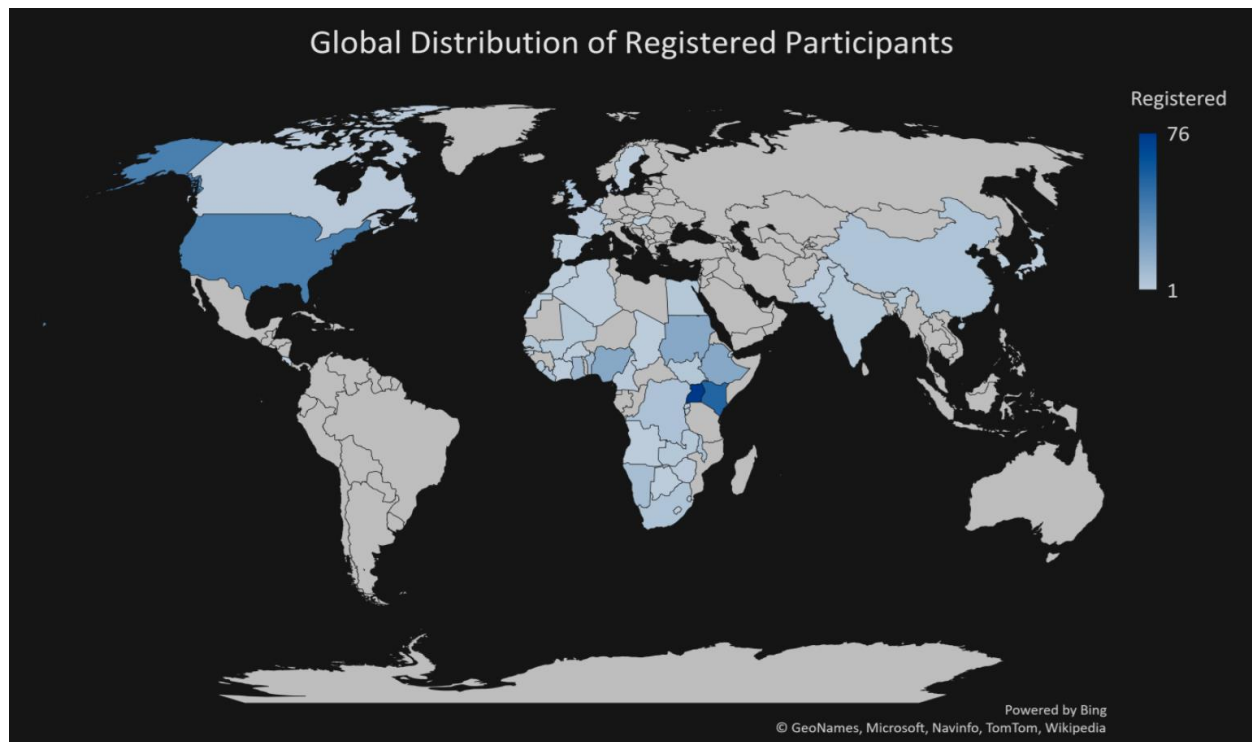 Global Distribution of Registered Participants
Registered
76
1
Powered by Bing
© GeoNames, Microsoft, Navinfo, TomTom, Wikipedia